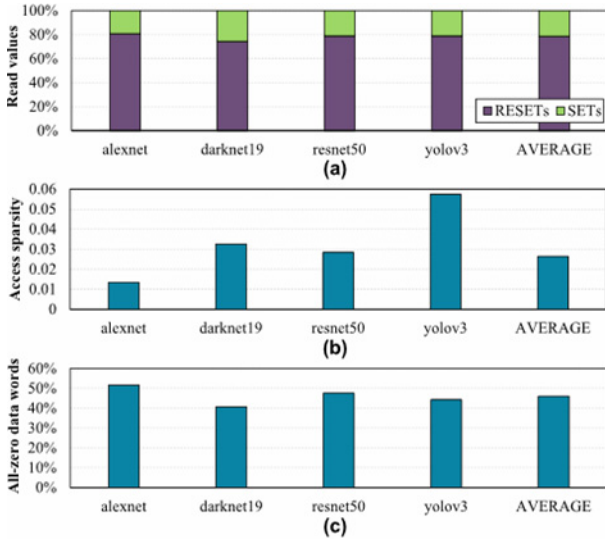 100%
80%
60%
40%
20%
0%
Read values
RESETs SETs
alexnet darknet19 resnet50 yolov3 AVERAGE
(a)
0.06
0.05
0.04
0.03
0.02
0.01
0
Access sparsity
alexnet darknet19 resnet50 yolov3 AVERAGE
(b)
60%
50%
40%
30%
20%
10%
0%
All-zero data words
alexnet darknet19 resnet50 yolov3 AVERAGE
(c)